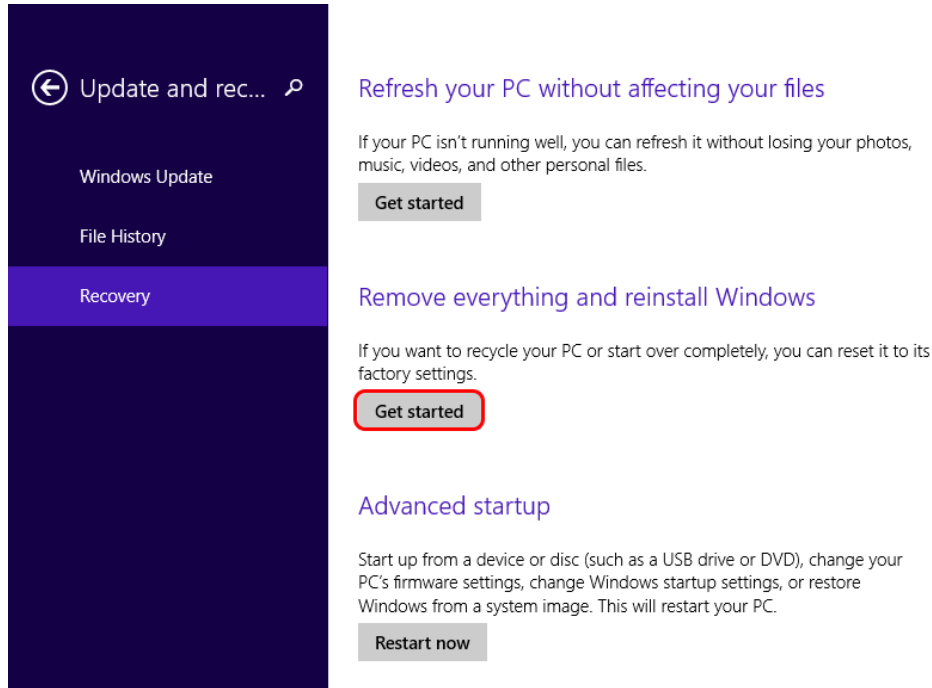 Update and rec...
Windows Update
File History
Recovery
Refresh your PC without affecting your files
If your PC isn’t running well, you can refresh it without losing your photos,
music, videos, and other personal files.
Get started
Remove everything and reinstall Windows
If you want to recycle your PC or start over completely, you can reset it to its
factory settings.
Get started
Advanced startup
Start up from a device or disc (such as a USB drive or DVD), change your
PC’s firmware settings, change Windows startup settings, or restore
Windows from a system image. This will restart your PC.
Restart now